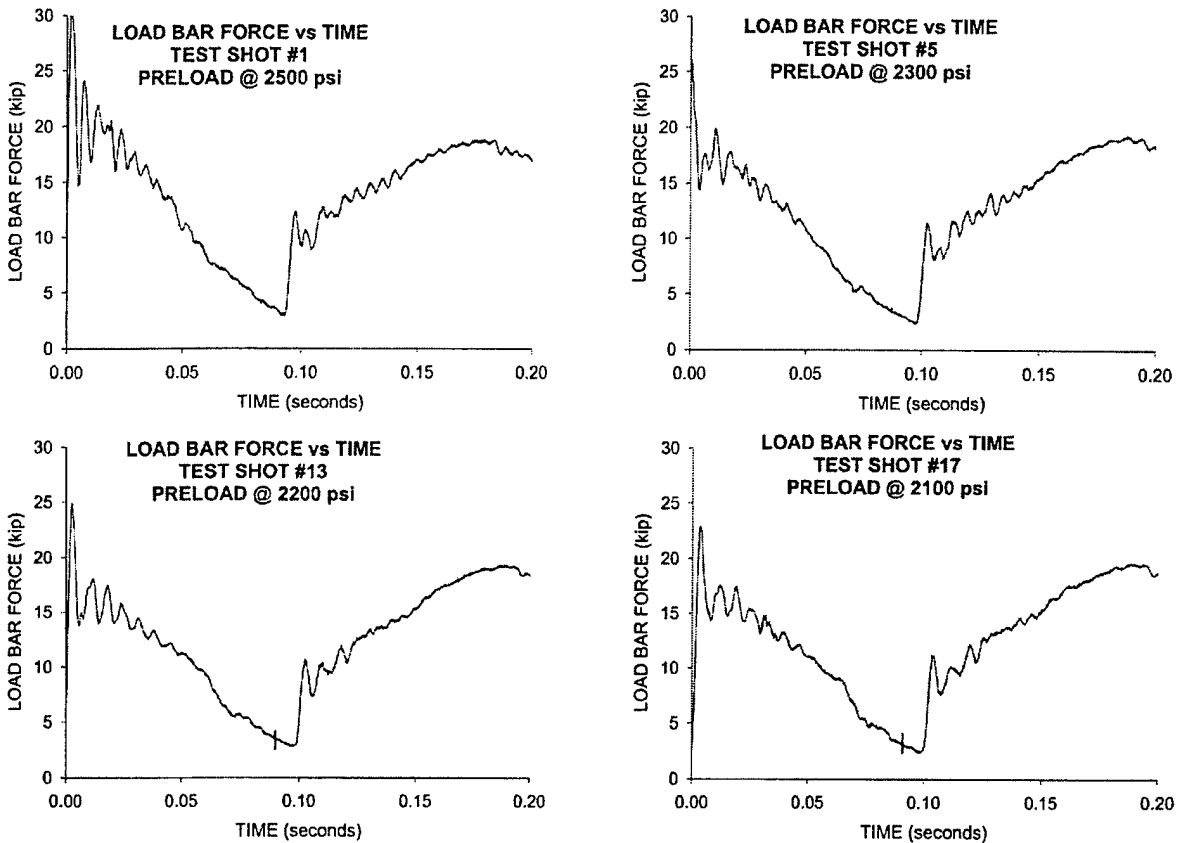 LOAD BAR FORCE vs TIME
TEST SHOT #1
PRELOAD @ 2500 psi
LOAD BAR FORCE (kip)
30
25
20
15
10
5
0
0.00 0.05 0.10 0.15 0.20
TIME (seconds)
LOAD BAR FORCE vs TIME
TEST SHOT #5
PRELOAD @ 2300 psi
LOAD BAR FORCE (kip)
30
25
20
15
10
5
0
0.00 0.05 0.10 0.15 0.20
TIME (seconds)
LOAD BAR FORCE vs TIME
TEST SHOT #13
PRELOAD @ 2200 psi
LOAD BAR FORCE (kip)
30
25
20
15
10
5
0
0.00 0.05 0.10 0.15 0.20
TIME (seconds)
LOAD BAR FORCE vs TIME
TEST SHOT #17
PRELOAD @ 2100 psi
LOAD BAR FORCE (kip)
30
25
20
15
10
5
0
0.00 0.05 0.10 0.15 0.20
TIME (seconds)